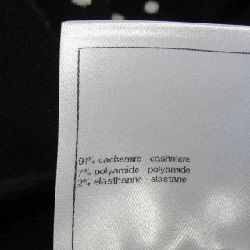 91% cachemire cashmere
7% polyamide polyamide
2% elasthanne elastane